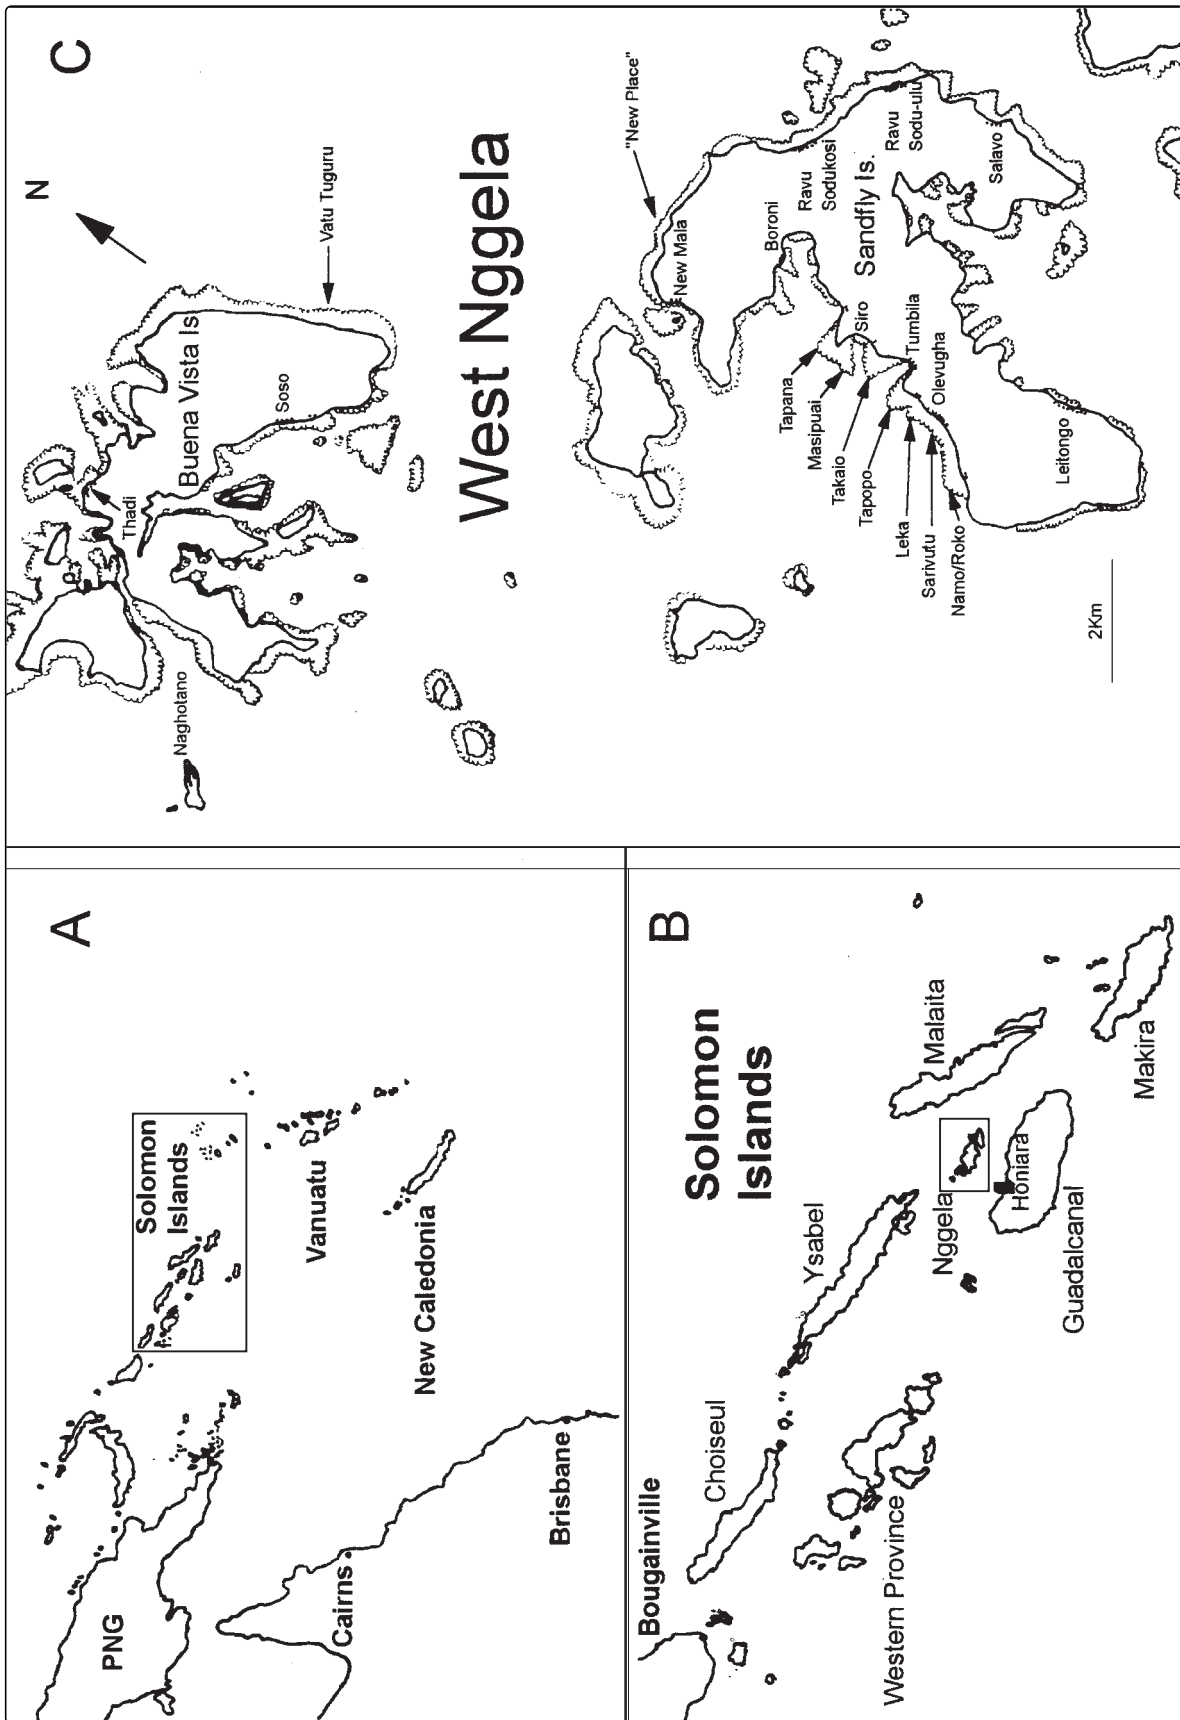 A
PNG
Solomon
Islands
Vanuatu
New Caledonia
Cairns
Brisbane
B
Solomon
Islands
Bougainville
Choiseul
Ysabel
Malaita
Western Province
Nggela
Honiara
Guadalcanal
Makira
C
N
Naghotano
Thadi
Buena Vista Is
Soso
Vatu Tuguru
West Nggela
"New Place"
New Mala
Boroni
Ravu
Sodukosi
Ravu
Sodu-ulu
Sandfly Is.
Salavo
Tapana
Siro
Masipuai
Takaio
Tumbila
Tapopo
Olevugha
Leka
Sarivutu
Namo/Roko
Leitongo
2Km